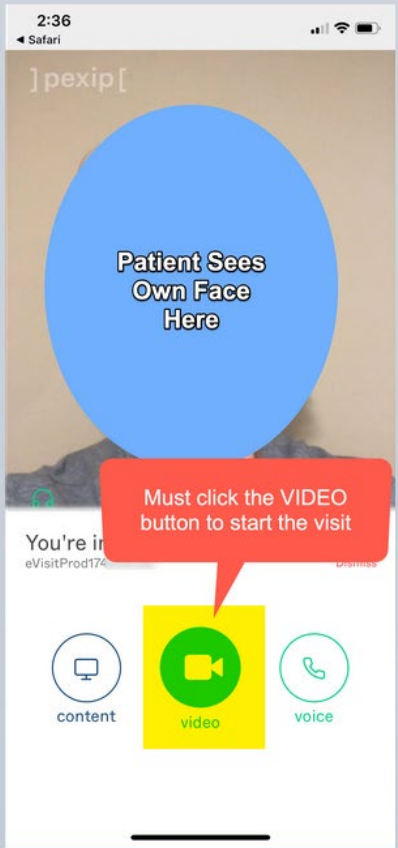 2:36
Safari
]pexip[
Patient Sees
Own Face
Here
Must click the VIDEO
button to start the visit
You're
eVisitProd174
Dismiss
content
video
voice